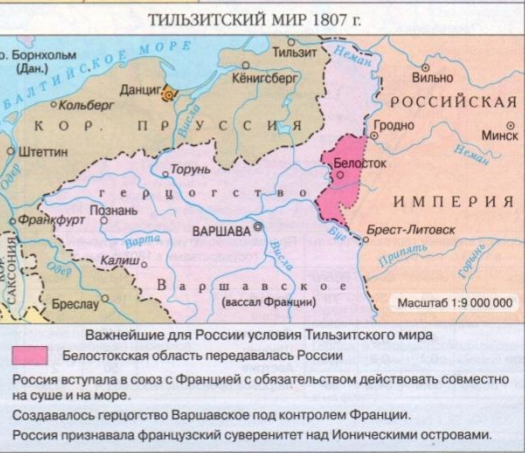 ТИЛЬЗИТСКИЙ МИР 1807 г.
о. Борнхольм
(Дан.)
БАЛТИЙСКОЕ МОРЕ
Тильзит
Неман
Кёнигсберг
Вильно
Данциг
Кольберг
Висла
РОССИЙСКАЯ
КОР. ПРУССИЯ
Гродно
Минск
Штеттин
Неман
Одер
Торунь
Белосток
герцогство
ИМПЕРИЯ
Франкфурт
Познань
ВАРШАВА
Буг
Брест-Литовск
Варта
Висла
Припять
Горынь
САКСОНИЯ
Одер
Калиш
Варшавское
(вассал Франции)
Бреслау
Масштаб 1:9 000 000
Важнейшие для России условия Тильзитского мира
Белостокская область передавалась России
Россия вступала в союз с Францией с обязательством действовать совместно
на суше и на море.
Создавалось герцогство Варшавское под контролем Франции.
Россия признавала французский суверенитет над Ионическими островами.